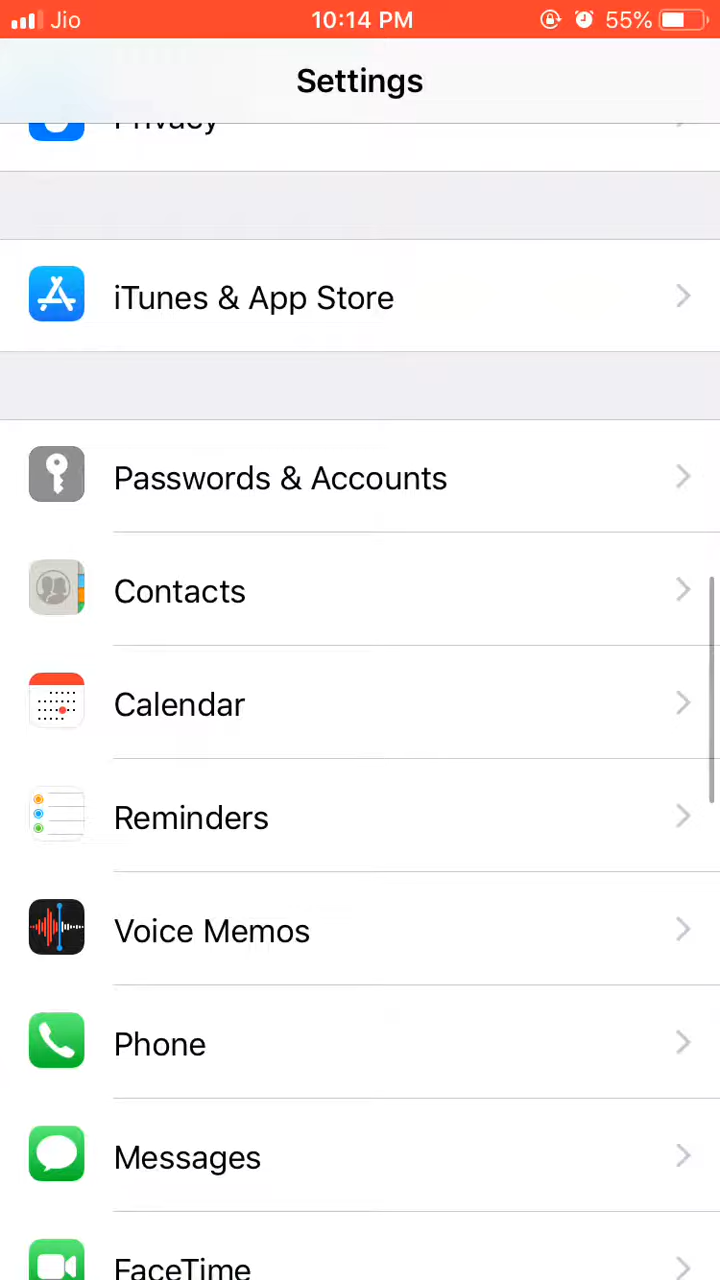 Jio 10:14 PM 55%
Settings
Privacy
iTunes & App Store
Passwords & Accounts
Contacts
Calendar
Reminders
Voice Memos
Phone
Messages
FaceTime